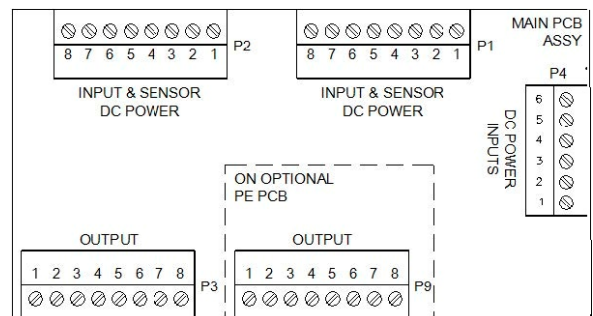 MAIN PCB
ASSY
8 7 6 5 4 3 2 1
P2
INPUT & SENSOR
DC POWER
8 7 6 5 4 3 2 1
P1
INPUT & SENSOR
DC POWER
P4
6
5
4
3
2
1
DC POWER
INPUTS
ON OPTIONAL
PE PCB
OUTPUT
1 2 3 4 5 6 7 8
P3
OUTPUT
1 2 3 4 5 6 7 8
P9